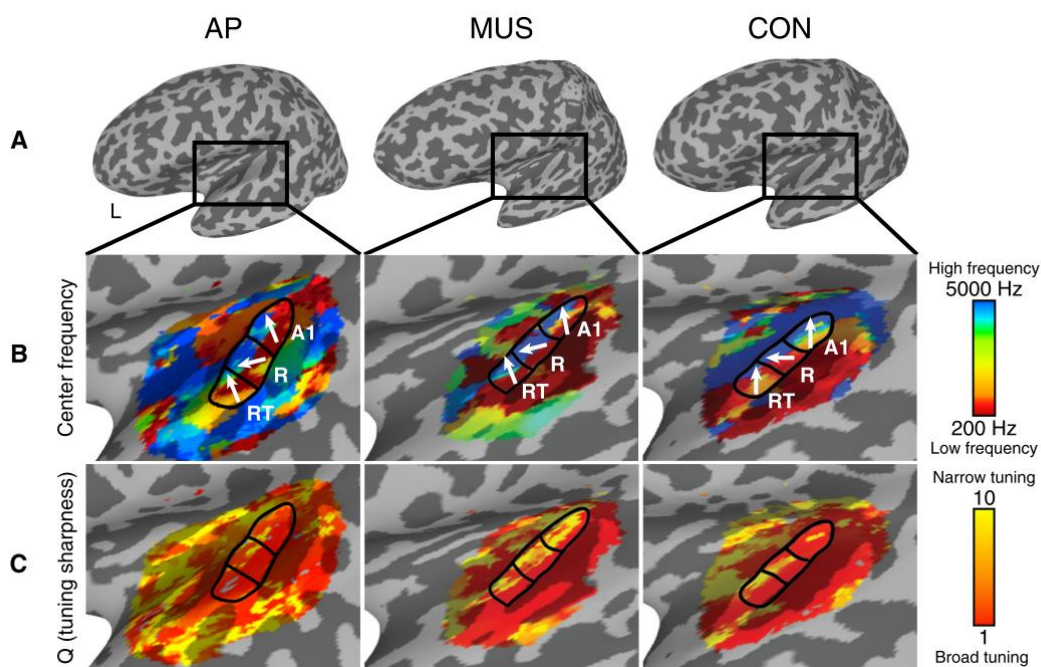 AP MUS CON
A
L
B
Center frequency
A1
R
RT
A1
R
RT
A1
R
RT
High frequency
5000 Hz
200 Hz
Low frequency
C
Q (tuning sharpness)
Narrow tuning
10
1
Broad tuning